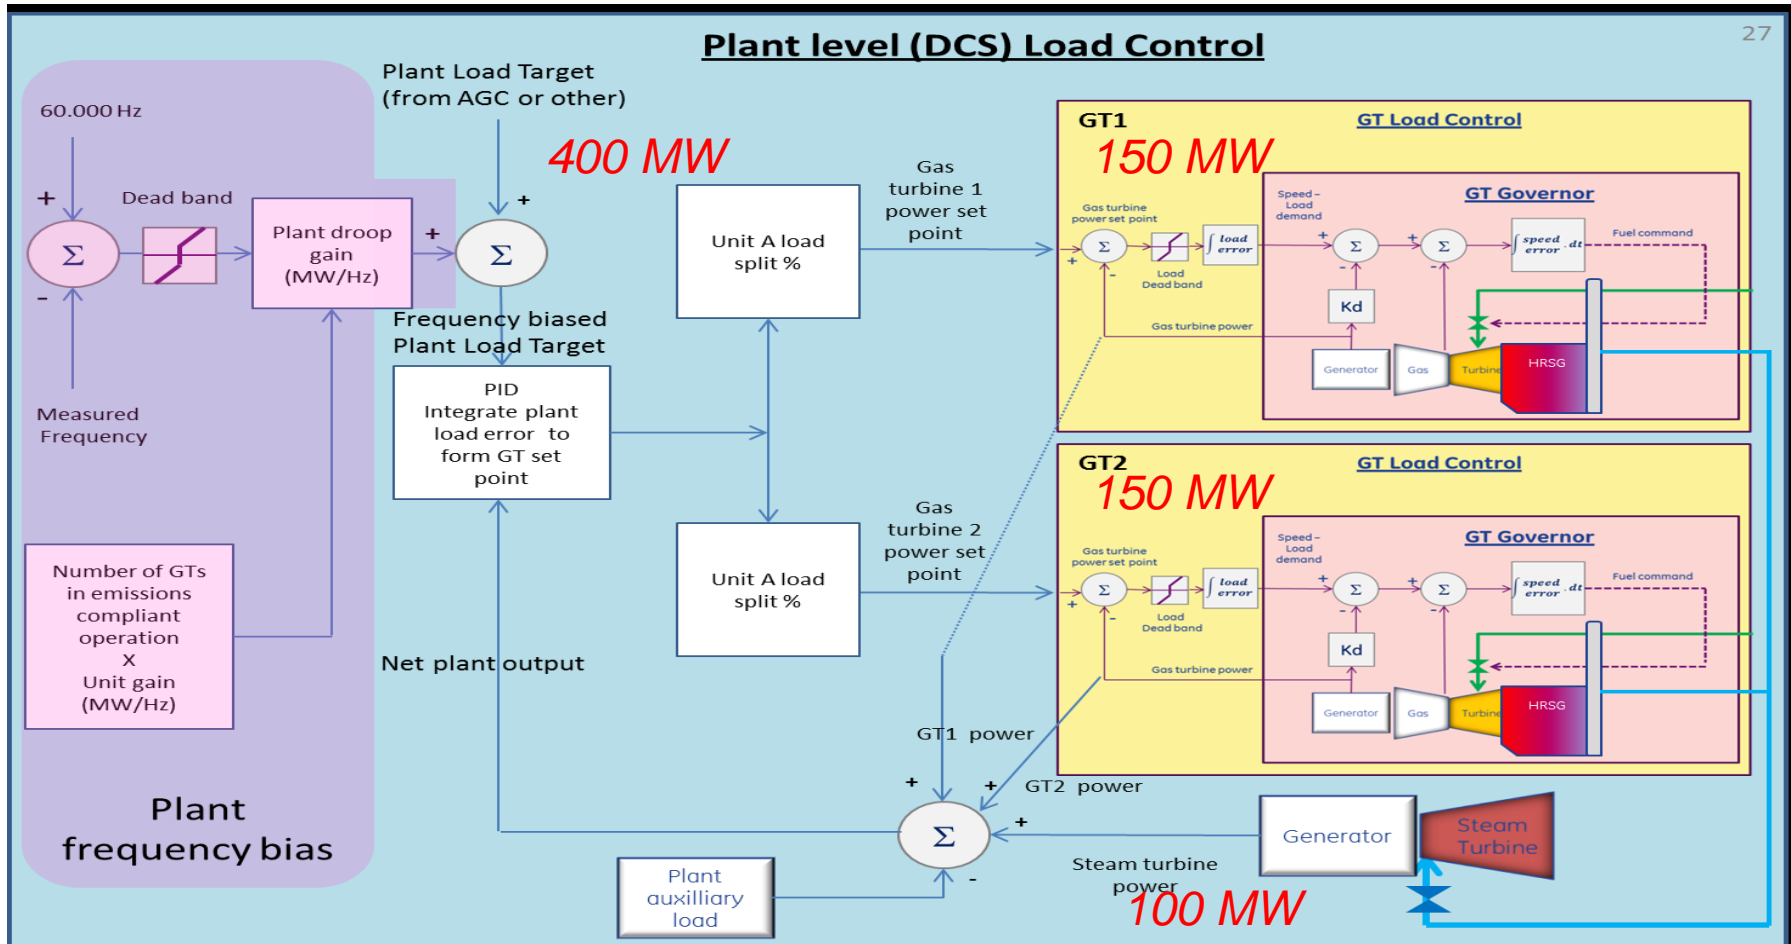 27
Plant level (DCS) Load Control
Plant Load Target
(from AGC or other)
60.000 Hz
400 MW
+
+
Dead band
Σ
Plant droop
gain
(MW/Hz)
+
Σ
-
Measured
Frequency
Frequency biased
Plant Load Target
PID
Integrate plant
load error to
form GT set
point
Number of GTs
in emissions
compliant
operation
X
Unit gain
(MW/Hz)
Plant
frequency bias
Net plant output
Unit A load
split %
Gas
turbine 1
power set
point
Unit A load
split %
Gas
turbine 2
power set
point
GT1
150 MW
GT Load Control
GT Governor
Gas turbine
power set point
Σ
+
-
Load
Dead band
∫ load
error
Speed –
Load
demand
+
Σ
-
+
Σ
-
∫ speed
error . dt
Fuel command
Kd
Gas turbine power
Generator
Gas
Turbine
HRSG
GT2
150 MW
GT Load Control
GT Governor
Gas turbine
power set point
Σ
+
-
Load
Dead band
∫ load
error
Speed –
Load
demand
+
Σ
-
+
Σ
-
∫ speed
error . dt
Fuel command
Kd
Gas turbine power
Generator
Gas
Turbine
HRSG
GT1 power
GT2 power
+
+
+
Σ
-
Plant
auxilliary
load
Steam turbine
power
100 MW
Generator
Steam
Turbine